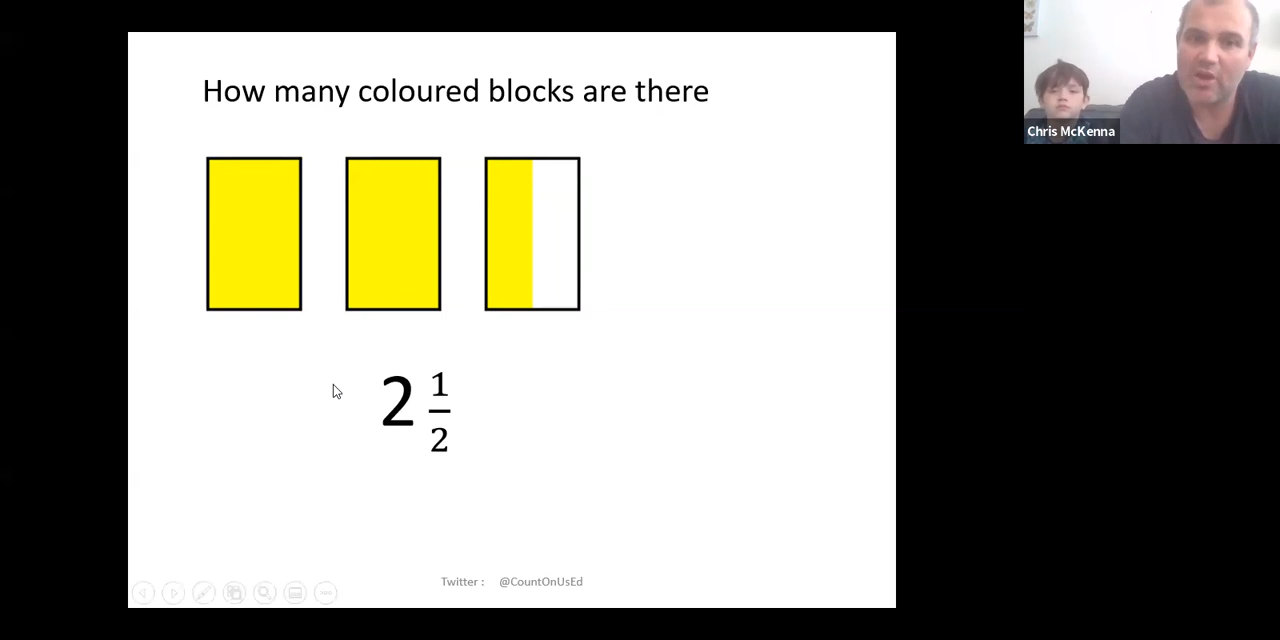 How many coloured blocks are there
Chris McKenna
2 1/2
Twitter : @CountOnUsEd